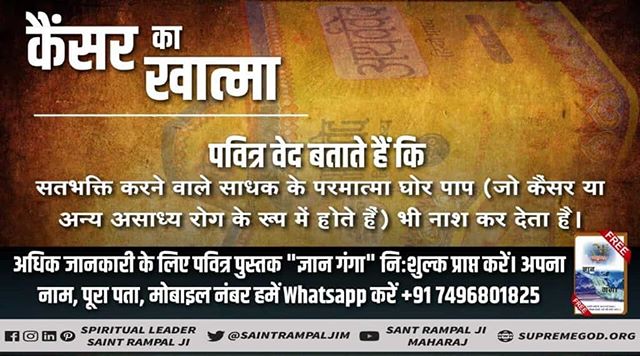 कैंसर का
खात्मा
पवित्र वेद बताते हैं कि
सतभक्ति करने वाले साधक के परमात्मा घोर पाप (जो कैंसर या
अन्य असाध्य रोग के रूप में होते हैं) भी नाश कर देता है।
अधिक जानकारी के लिए पवित्र पुस्तक "ज्ञान गंगा" नि:शुल्क प्राप्त करें। अपना
नाम, पूरा पता, मोबाइल नंबर हमें Whatsapp करें +91 7496801825
FREE
FREE
SPIRITUAL LEADER
SAINT RAMPAL JI
@SAINTRAMPALJIM
SANT RAMPAL JI
MAHARAJ
SUPREMEGOD.ORG